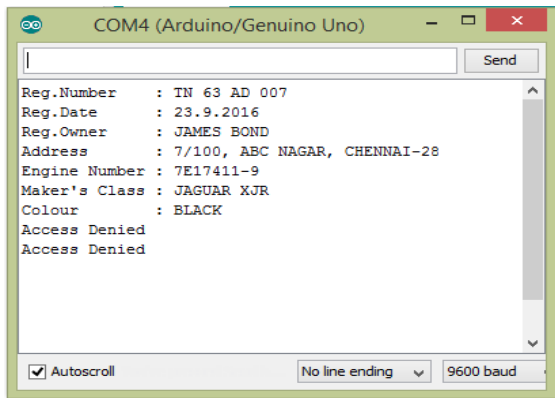 COM4 (Arduino/Genuino Uno)
Send
Reg.Number : TN 63 AD 007
Reg.Date : 23.9.2016
Reg.Owner : JAMES BOND
Address : 7/100, ABC NAGAR, CHENNAI-28
Engine Number : 7E17411-9
Maker's Class : JAGUAR XJR
Colour : BLACK
Access Denied
Access Denied
Autoscroll No line ending 9600 baud